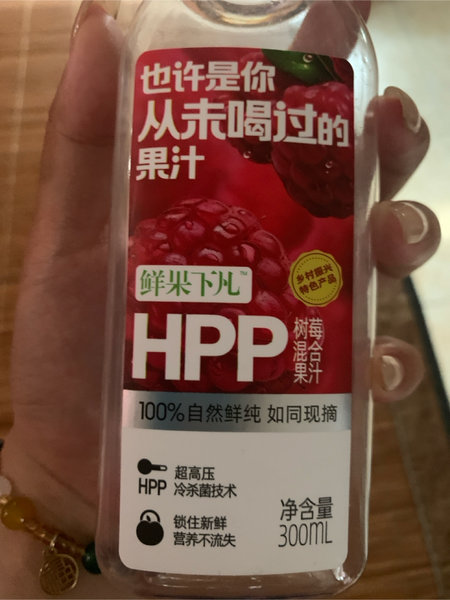 也许是你
从未喝过的
果汁
鲜果下凡™
乡村振兴
特色产品
HPP
树莓
混合
果汁
100%自然鲜纯 如同现摘
HPP
超高压
冷杀菌技术
锁住新鲜
营养不流失
净含量
300mL